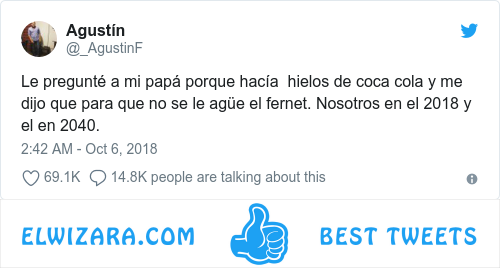 Agustín
@_AgustinF
Le pregunté a mi papá porque hacía  hielos de coca cola y me
dijo que para que no se le agüe el fernet. Nosotros en el 2018 y
el en 2040.
2:42 AM - Oct 6, 2018
69.1K 14.8K people are talking about this
ELWIZARA.COM BEST TWEETS